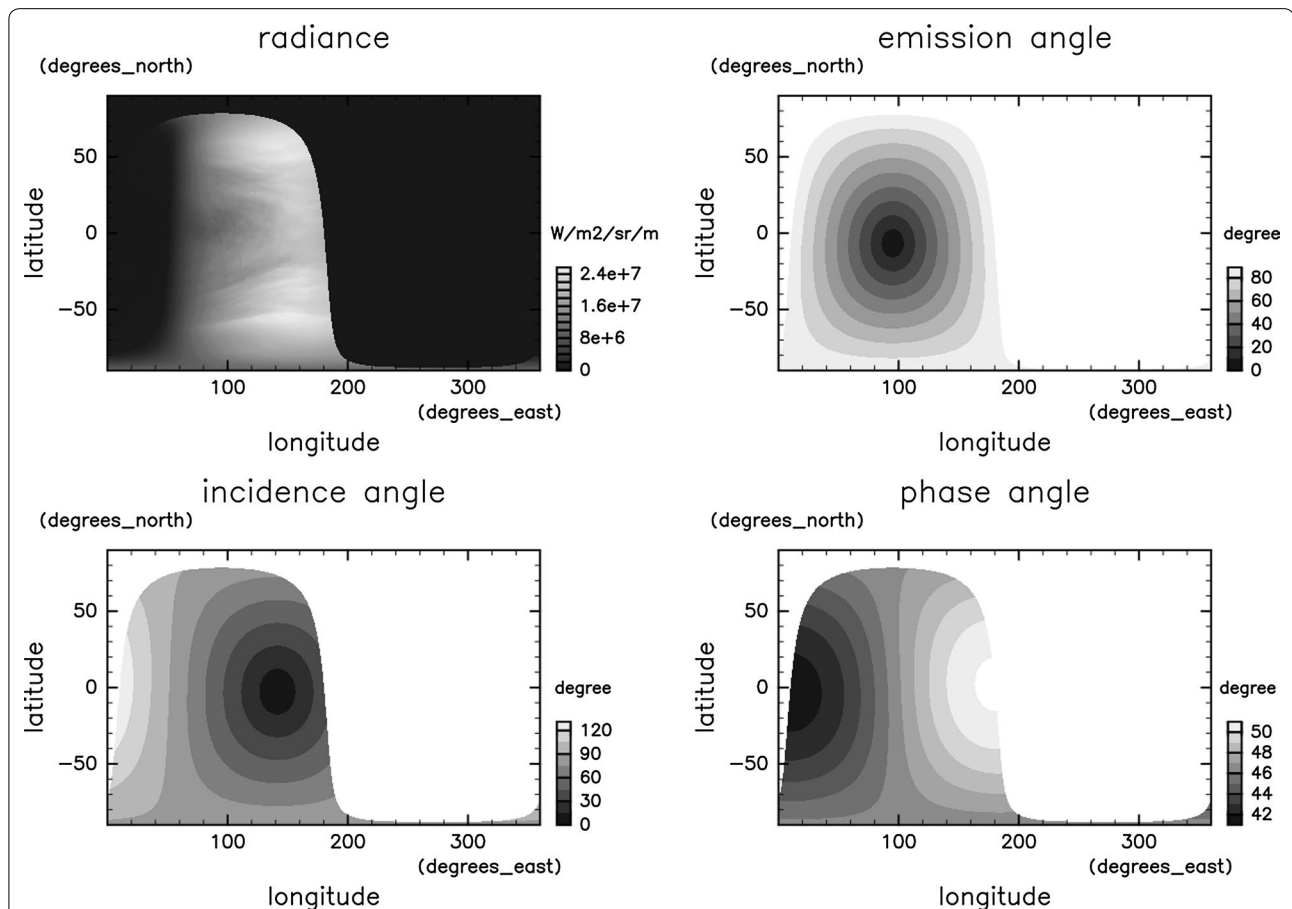 radiance
(degrees_north)
50
0
−50
latitude
100
200
300
(degrees_east)
longitude
W/m2/sr/m
2.4e+7
1.6e+7
8e+6
0
emission angle
(degrees_north)
50
0
−50
latitude
100
200
300
(degrees_east)
longitude
degree
80
60
40
20
0
incidence angle
(degrees_north)
50
0
−50
latitude
100
200
300
(degrees_east)
longitude
degree
120
90
60
30
0
phase angle
(degrees_north)
50
0
−50
latitude
100
200
300
(degrees_east)
longitude
degree
50
48
46
44
42